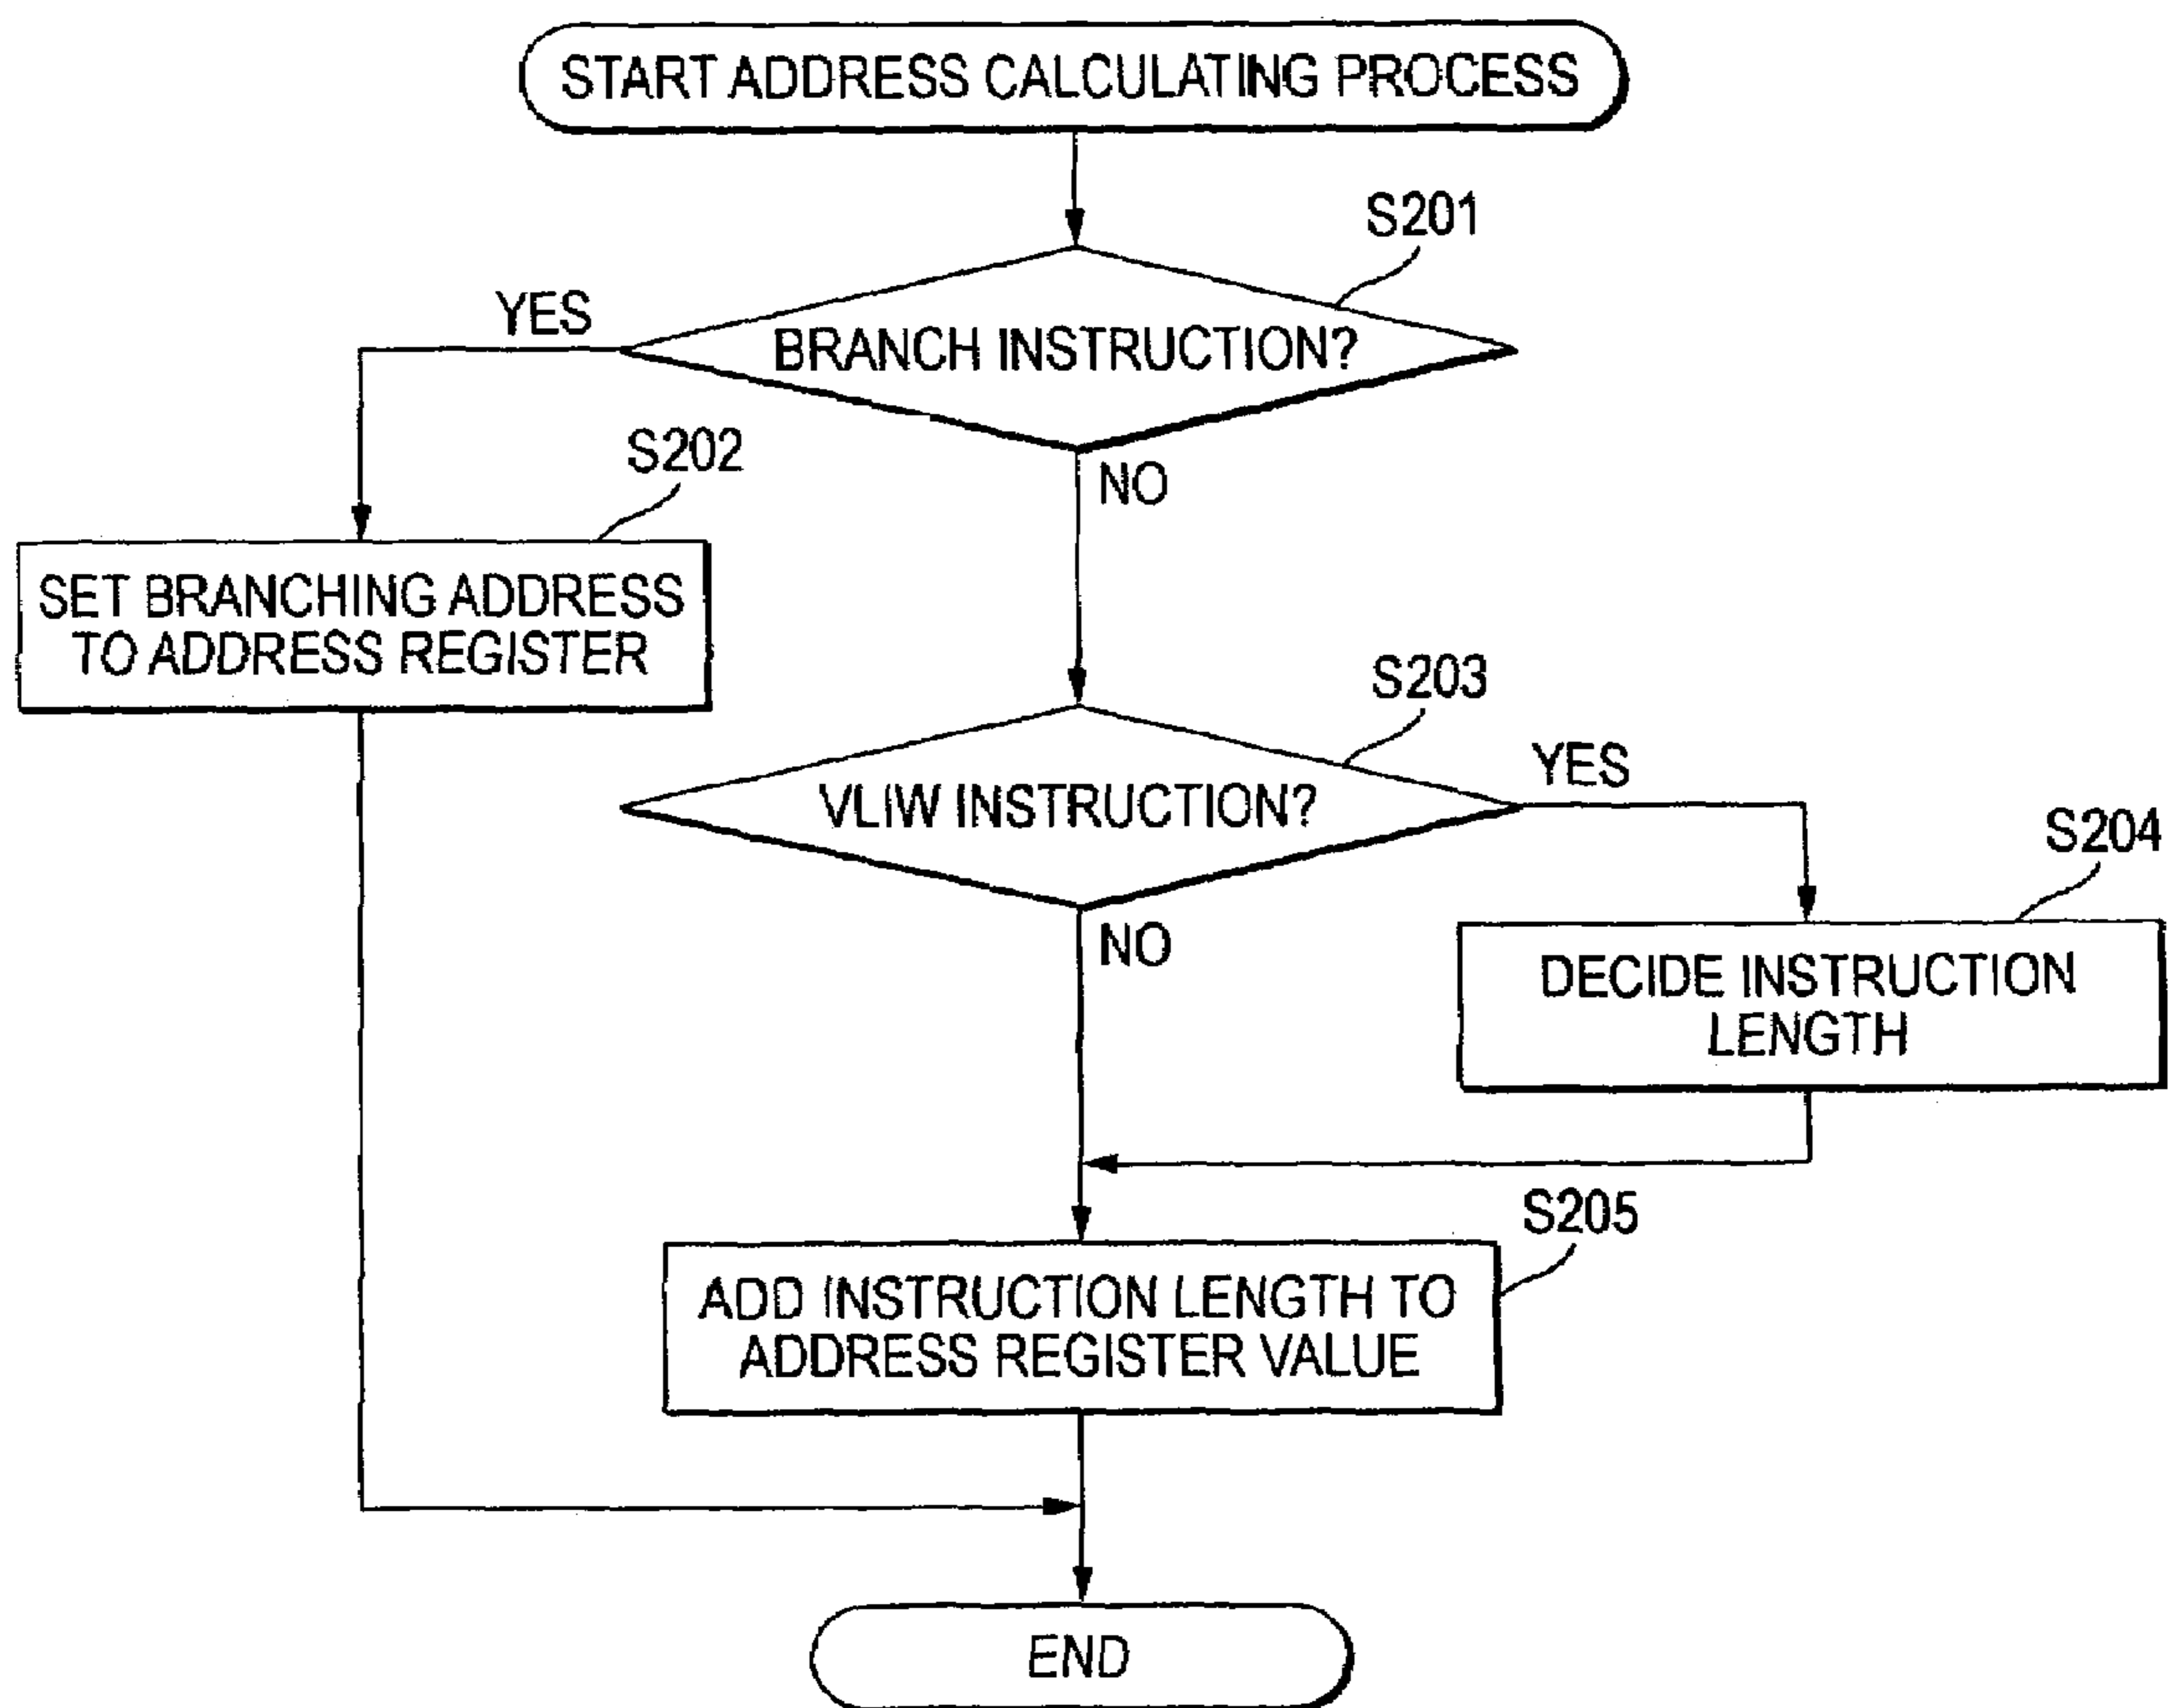 START ADDRESS CALCULATING PROCESS
S201
YES
BRANCH INSTRUCTION?
S202
NO
SET BRANCHING ADDRESS
TO ADDRESS REGISTER
S203
YES
VLIW INSTRUCTION?
S204
NO
DECIDE INSTRUCTION
LENGTH
S205
ADD INSTRUCTION LENGTH TO
ADDRESS REGISTER VALUE
END